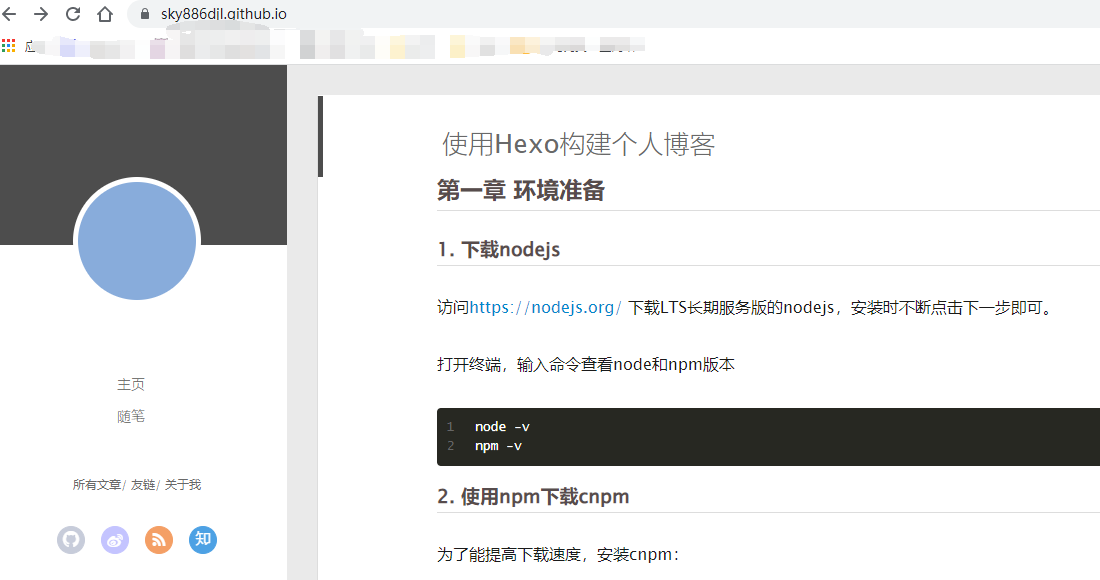 sky886djl.github.io
使用Hexo构建个人博客
第一章 环境准备
1. 下载nodejs
访问https://nodejs.org/ 下载LTS长期服务版的nodejs，安装时不断点击下一步即可。
打开终端，输入命令查看node和npm版本
1 node -v
2 npm -v
2. 使用npm下载cnpm
为了能提高下载速度，安装cnpm：
主页
随笔
所有文章/ 友链/ 关于我
知